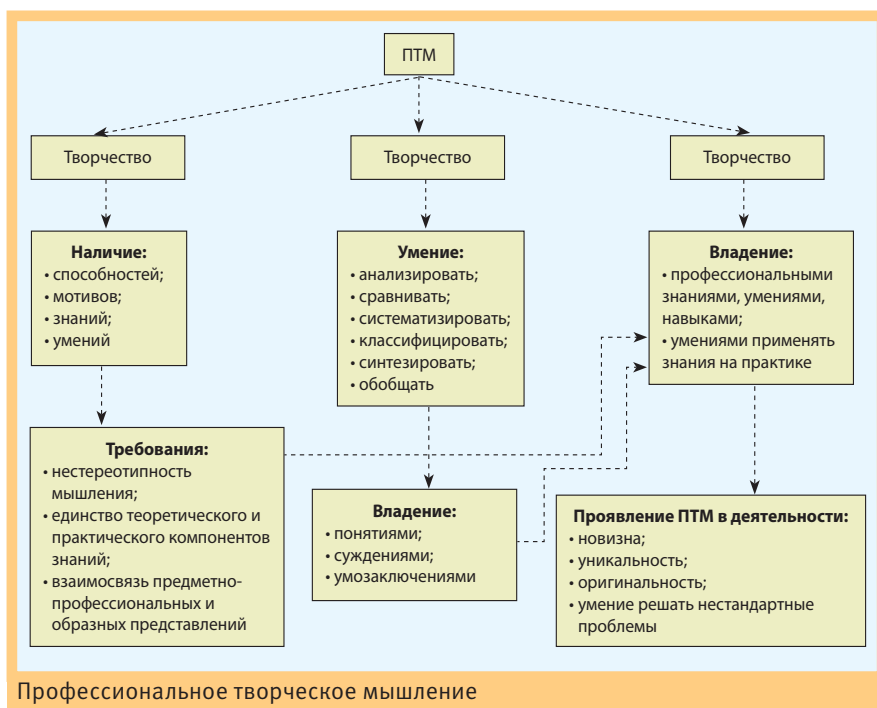 ПТМ
Творчество
Творчество
Творчество
Наличие:
• способностей;
• мотивов;
• знаний;
• умений
Умение:
• анализировать;
• сравнивать;
• систематизировать;
• классифицировать;
• синтезировать;
• обобщать
Владение:
• профессиональными
знаниями, умениями,
навыками;
• умениями применять
знания на практике
Требования:
• нестереотипность
мышления;
• единство теоретического и
практического компонентов
знаний;
• взаимосвязь предметно-
профессиональных и
образных представлений
Владение:
• понятиями;
• суждениями;
• умозаключениями
Проявление ПТМ в деятельности:
• новизна;
• уникальность;
• оригинальность;
• умение решать нестандартные
проблемы
Профессиональное творческое мышление